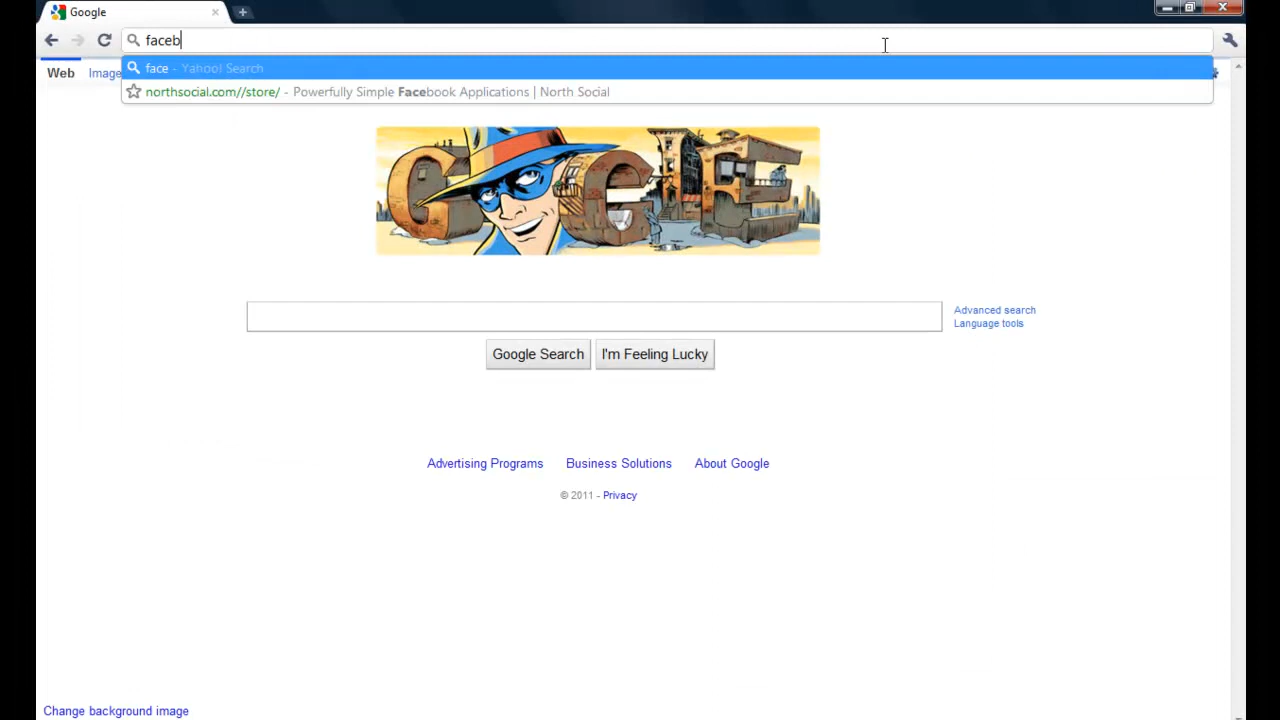 Google
faceb
face - Yahoo! Search
northsocial.com//store/ - Powerfully Simple Facebook Applications | North Social
Web Image
Advanced search
Language tools
Google Search I'm Feeling Lucky
Advertising Programs Business Solutions About Google
© 2011 - Privacy
Change background image